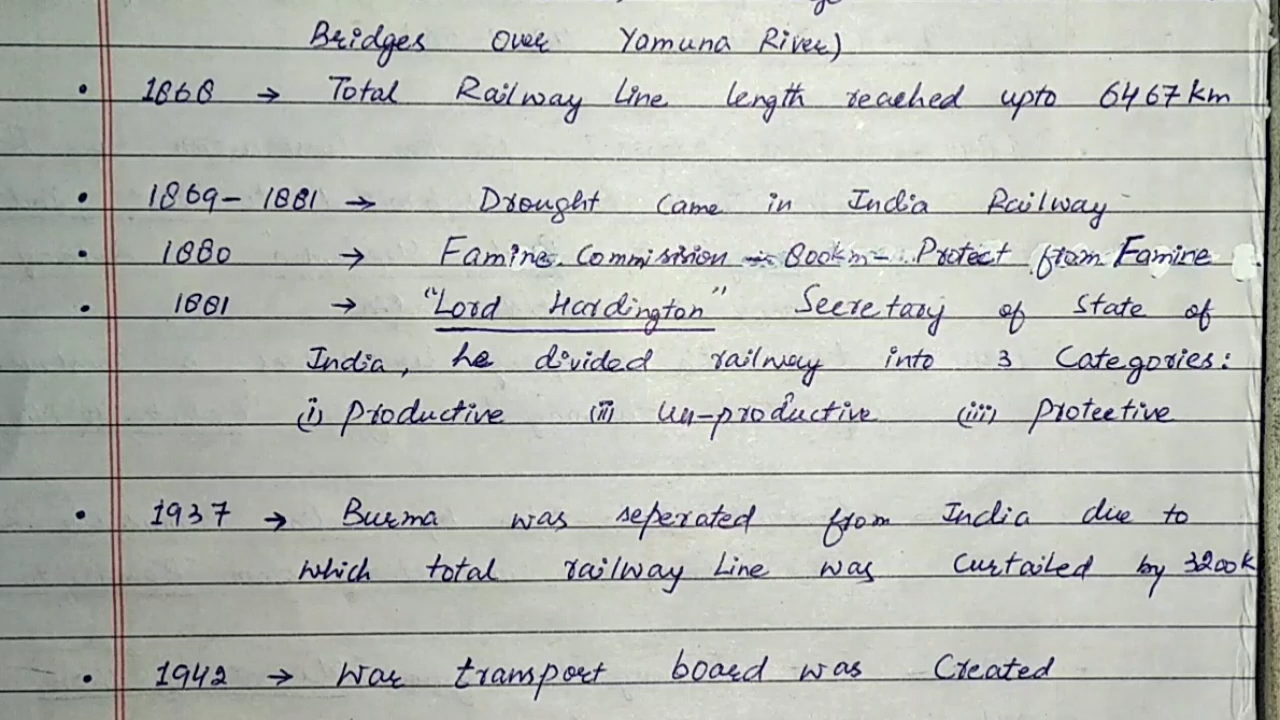 Bridges over Yamuna River)
• 1868 → Total Railway Line length reached upto 6467 km
• 1869 - 1881 → Drought came in India Railway
• 1880 → Famine Commisision - Protect from Famine
• 1881 → "Lord Hardington" Secretary of State of
India, he divided railway into 3 Categories:
(i) Productive (ii) Un-productive (iii) Protective
• 1937 → Burma was seperated from India due to
which total railway Line was Curtailed by 3200k
• 1942 → War transport board was Created